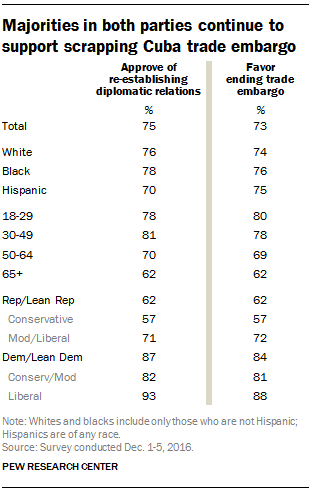 Majorities in both parties continue to
support scrapping Cuba trade embargo
Approve of re-establishing diplomatic relations Favor ending trade embargo
% %
Total 75 73
White 76 74
Black 78 76
Hispanic 70 75
18-29 78 80
30-49 81 78
50-64 70 69
65+ 62 62
Rep/Lean Rep 62 62
Conservative 57 57
Mod/Liberal 71 72
Dem/Lean Dem 87 84
Conserv/Mod 82 81
Liberal 93 88
Note: Whites and blacks include only those who are not Hispanic;
Hispanics are of any race.
Source: Survey conducted Dec. 1-5, 2016.
PEW RESEARCH CENTER